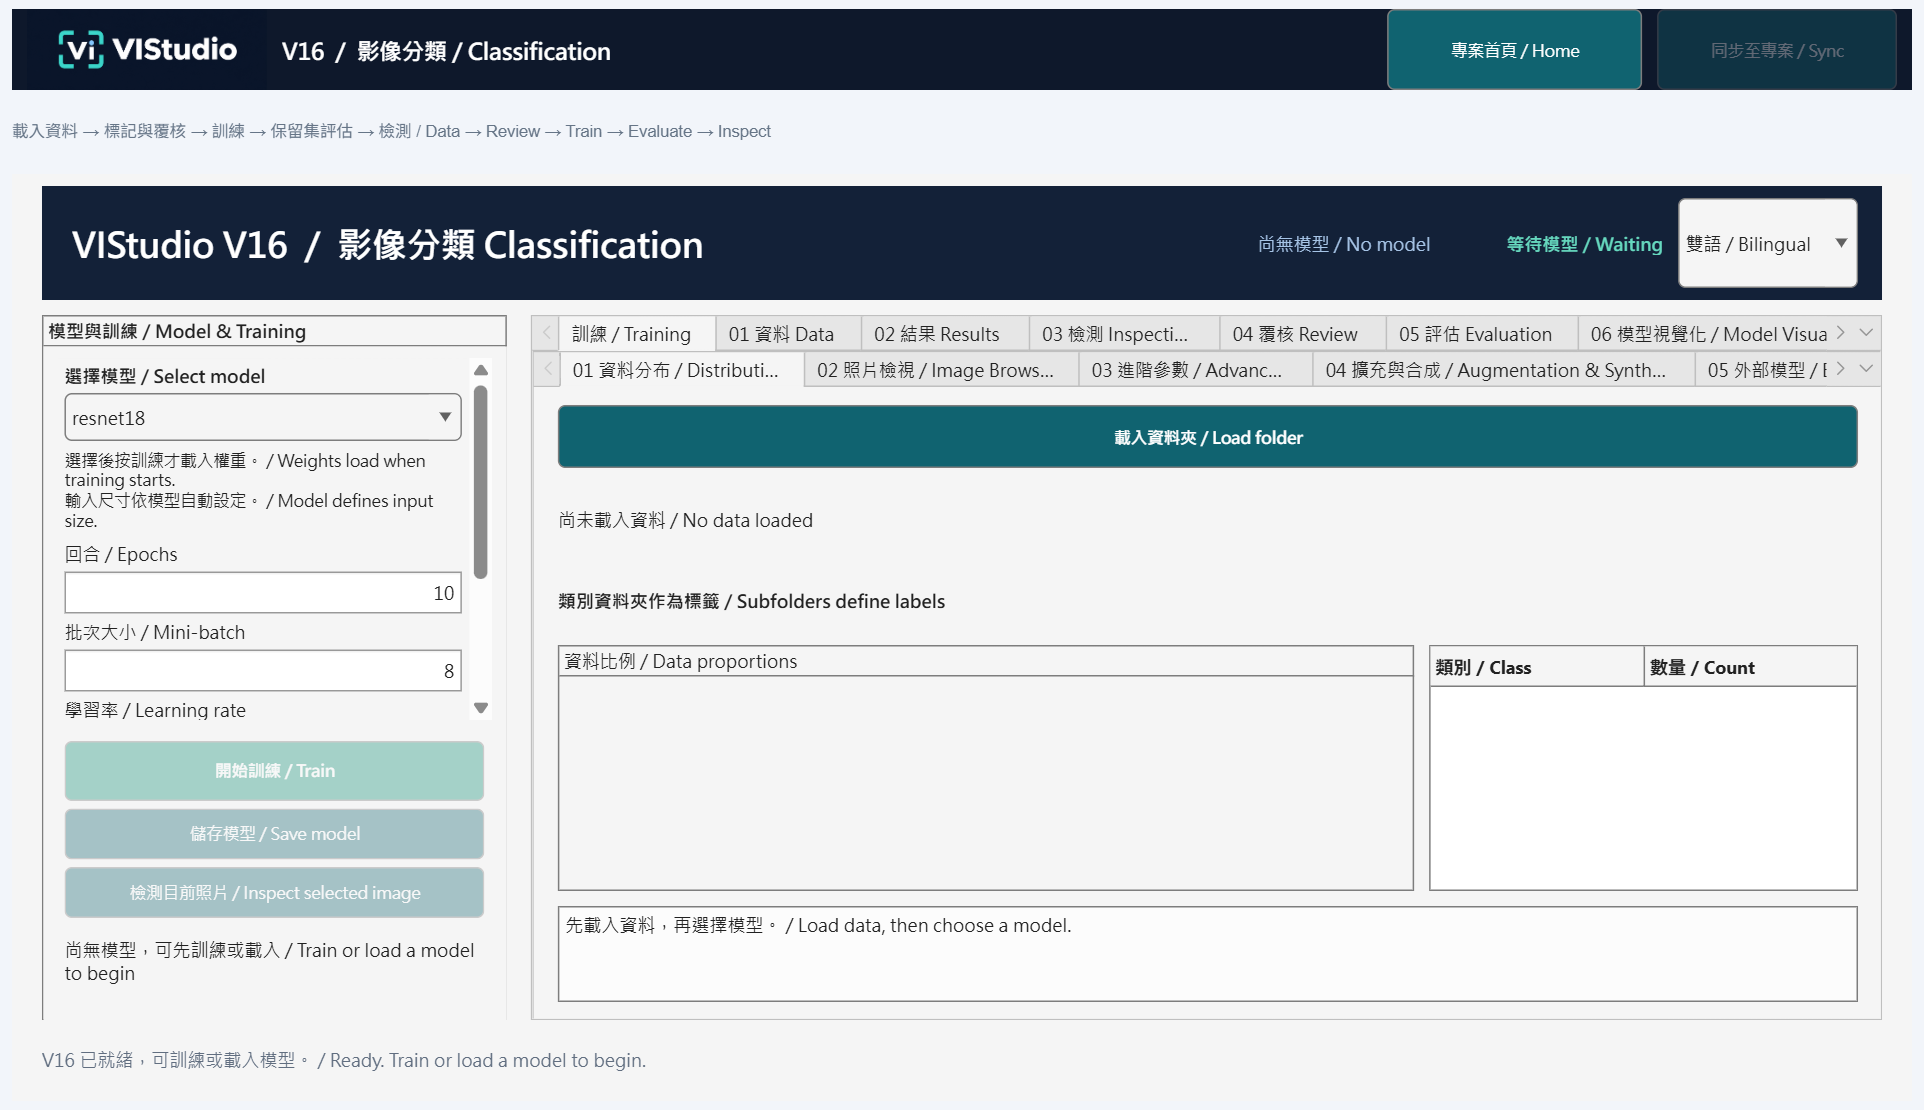 Vi VIStudio
V16 / 影像分類 / Classification
專案首頁 / Home
同步至專案 / Sync
載入資料 → 標記與覆核 → 訓練 → 保留集評估 → 檢測 / Data → Review → Train → Evaluate → Inspect
VIStudio V16 / 影像分類 Classification
尚無模型 / No model
等待模型 / Waiting
雙語 / Bilingual
模型與訓練 / Model & Training
選擇模型 / Select model
resnet18
選擇後按訓練才載入權重。 / Weights load when
training starts.
輸入尺寸依模型自動設定。 / Model defines input
size.
回合 / Epochs
10
批次大小 / Mini-batch
8
學習率 / Learning rate
開始訓練 / Train
儲存模型 / Save model
檢測目前照片 / Inspect selected image
尚無模型，可先訓練或載入 / Train or load a model
to begin
訓練 / Training
01 資料 Data
02 結果 Results
03 檢測 Inspecti...
04 覆核 Review
05 評估 Evaluation
06 模型視覺化 / Model Visua
01 資料分布 / Distributi...
02 照片檢視 / Image Brows...
03 進階參數 / Advanc...
04 擴充與合成 / Augmentation & Synth...
05 外部模型 / E
載入資料夾 / Load folder
尚未載入資料 / No data loaded
類別資料夾作為標籤 / Subfolders define labels
資料比例 / Data proportions
類別 / Class
數量 / Count
先載入資料，再選擇模型。 / Load data, then choose a model.
V16 已就緒，可訓練或載入模型。 / Ready. Train or load a model to begin.